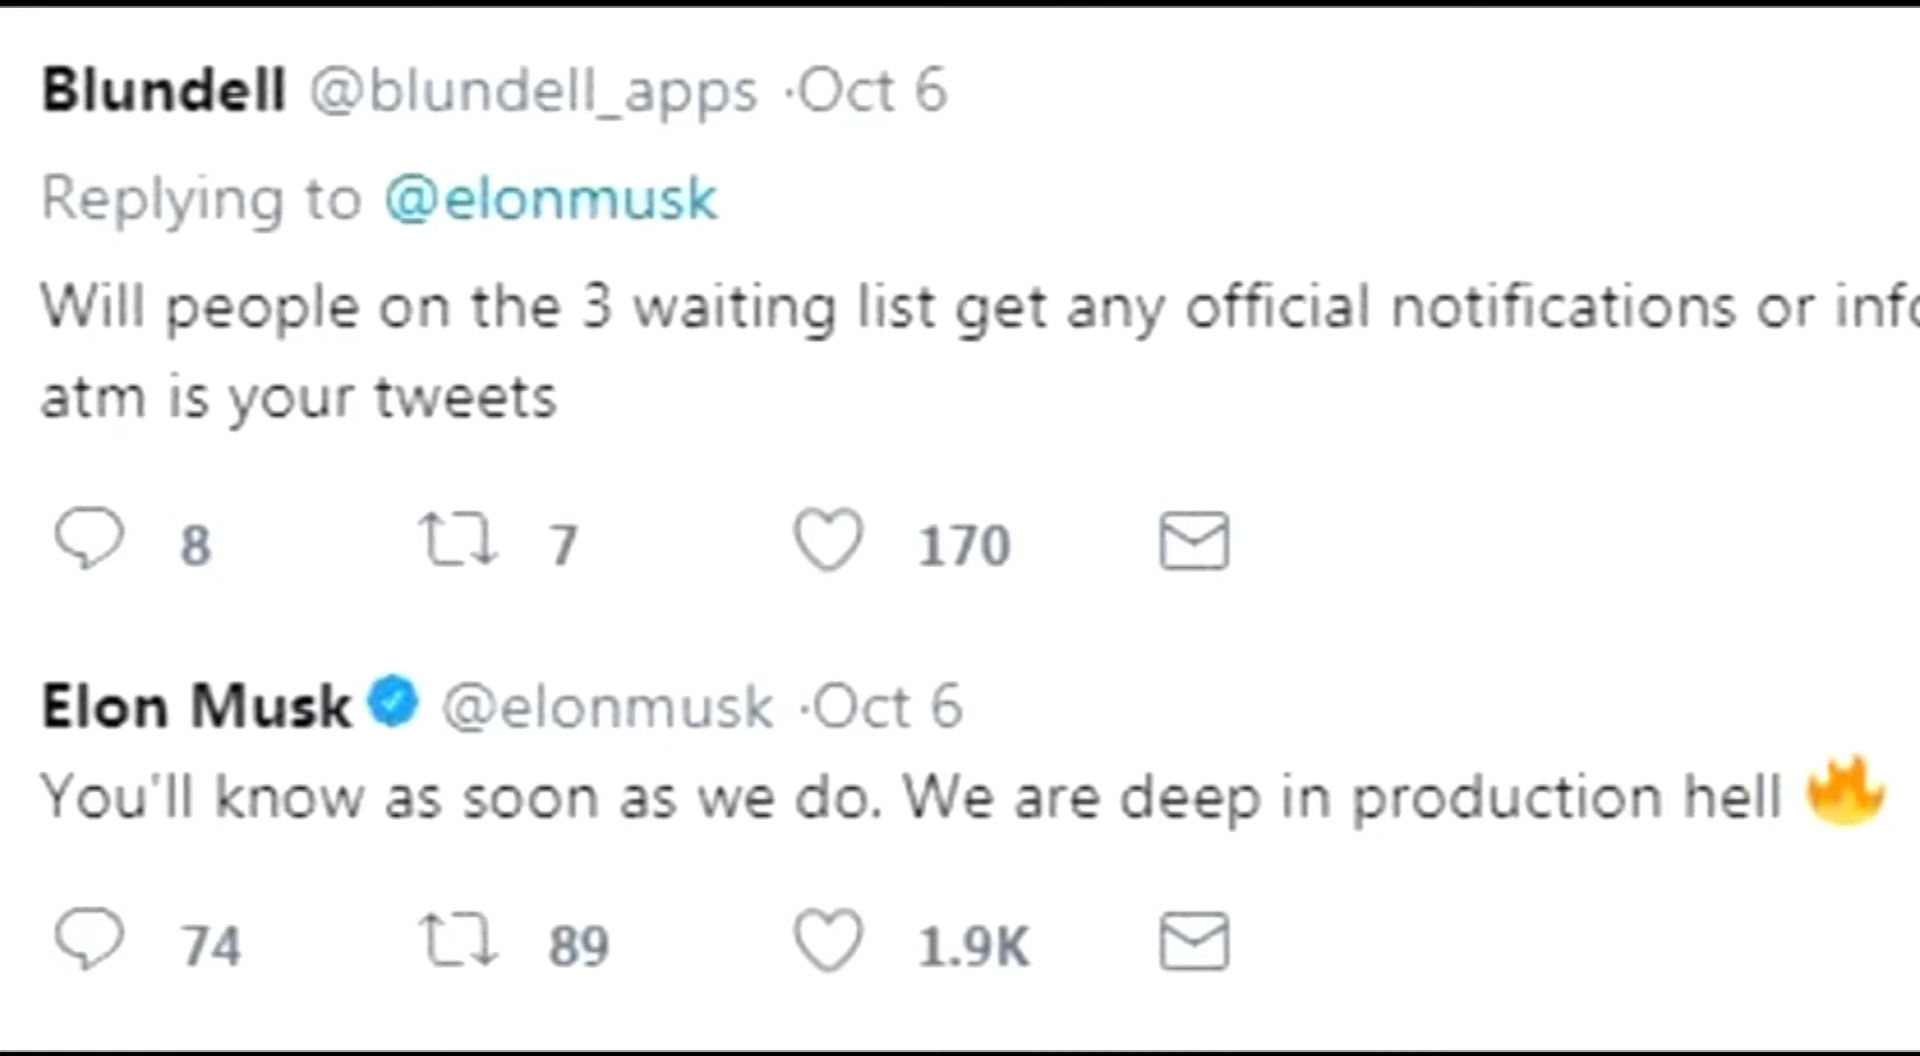 Blundell @blundell_apps ·Oct 6
Replying to @elonmusk
Will people on the 3 waiting list get any official notifications or
atm is your tweets
8 7 170
Elon Musk @elonmusk ·Oct 6
You'll know as soon as we do. We are deep in production hell 🔥
74 89 1.9K